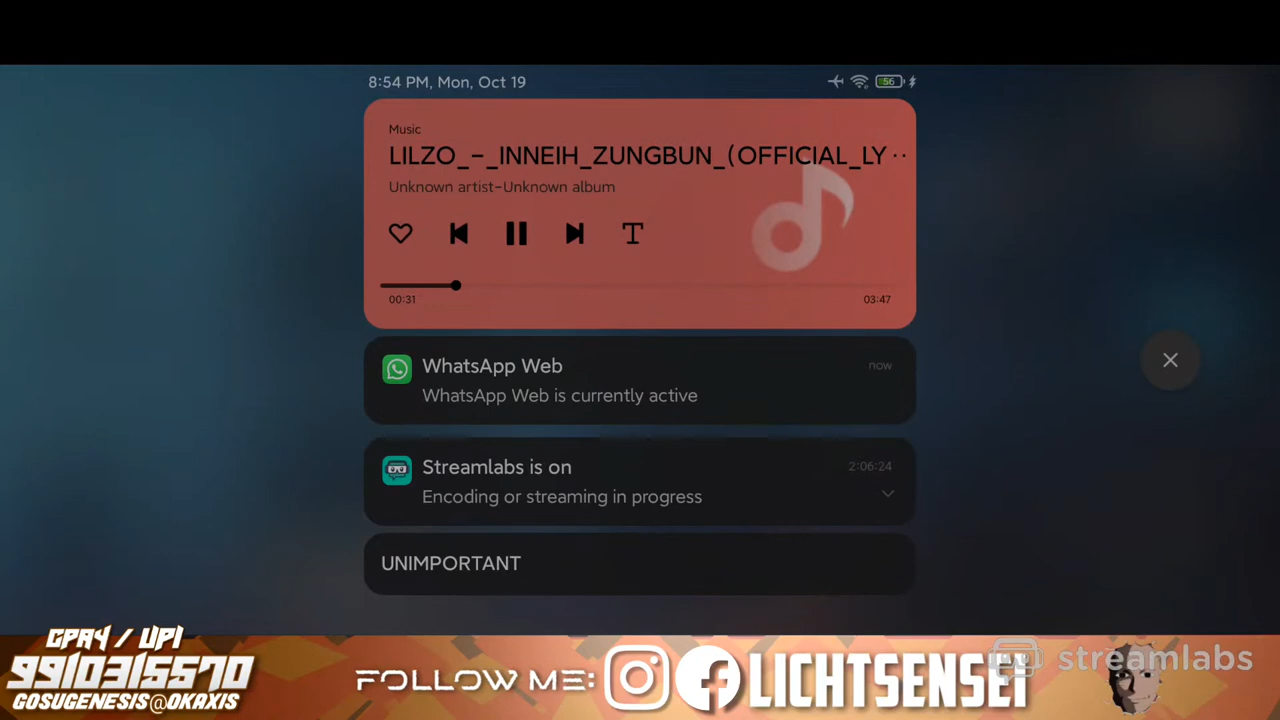 8:54 PM, Mon, Oct 19
56
Music
LILZO_-_INNEIH_ZUNGBUN_(OFFICIAL_LY ··
Unknown artist-Unknown album
00:31
03:47
WhatsApp Web
now
WhatsApp Web is currently active
Streamlabs is on
2:06:24
Encoding or streaming in progress
UNIMPORTANT
GPAY / UPI
9910315570
GOSUGENESIS@OKAXIS
FOLLOW ME:
LICHTSENSEI
streamlabs